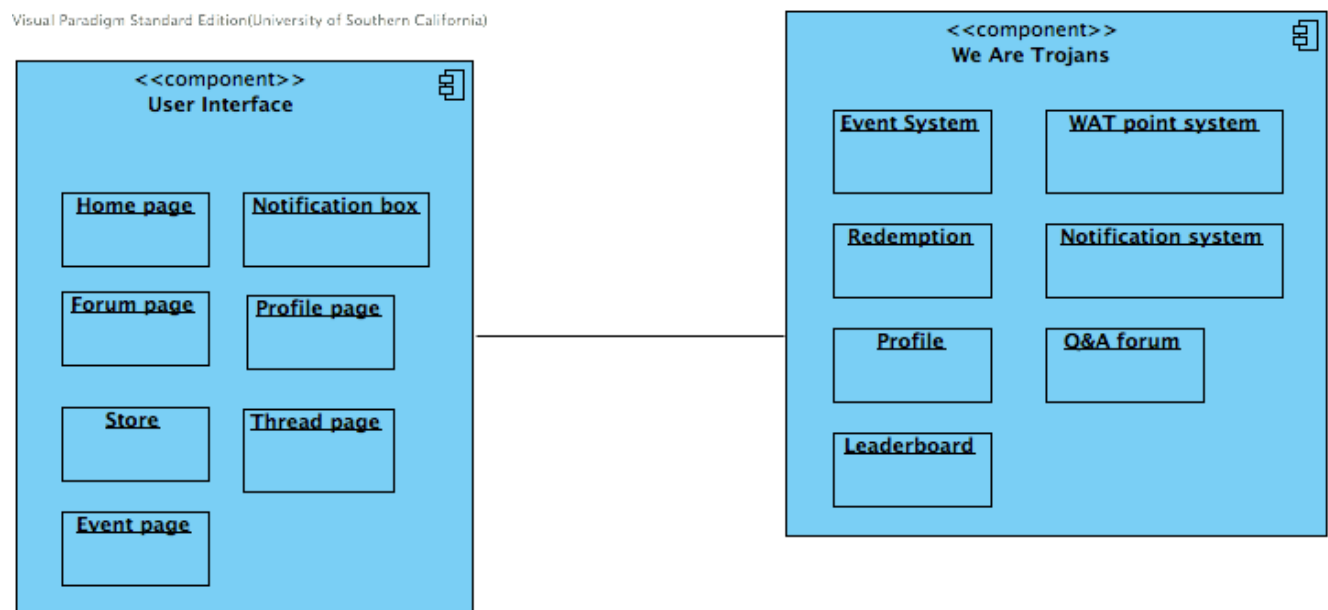 Visual Paradigm Standard Edition(University of Southern California)
<<component>>
User Interface
Home page
Notification box
Forum page
Profile page
Store
Thread page
Event page
<<component>>
We Are Trojans
Event System
WAT point system
Redemption
Notification system
Profile
Q&A forum
Leaderboard